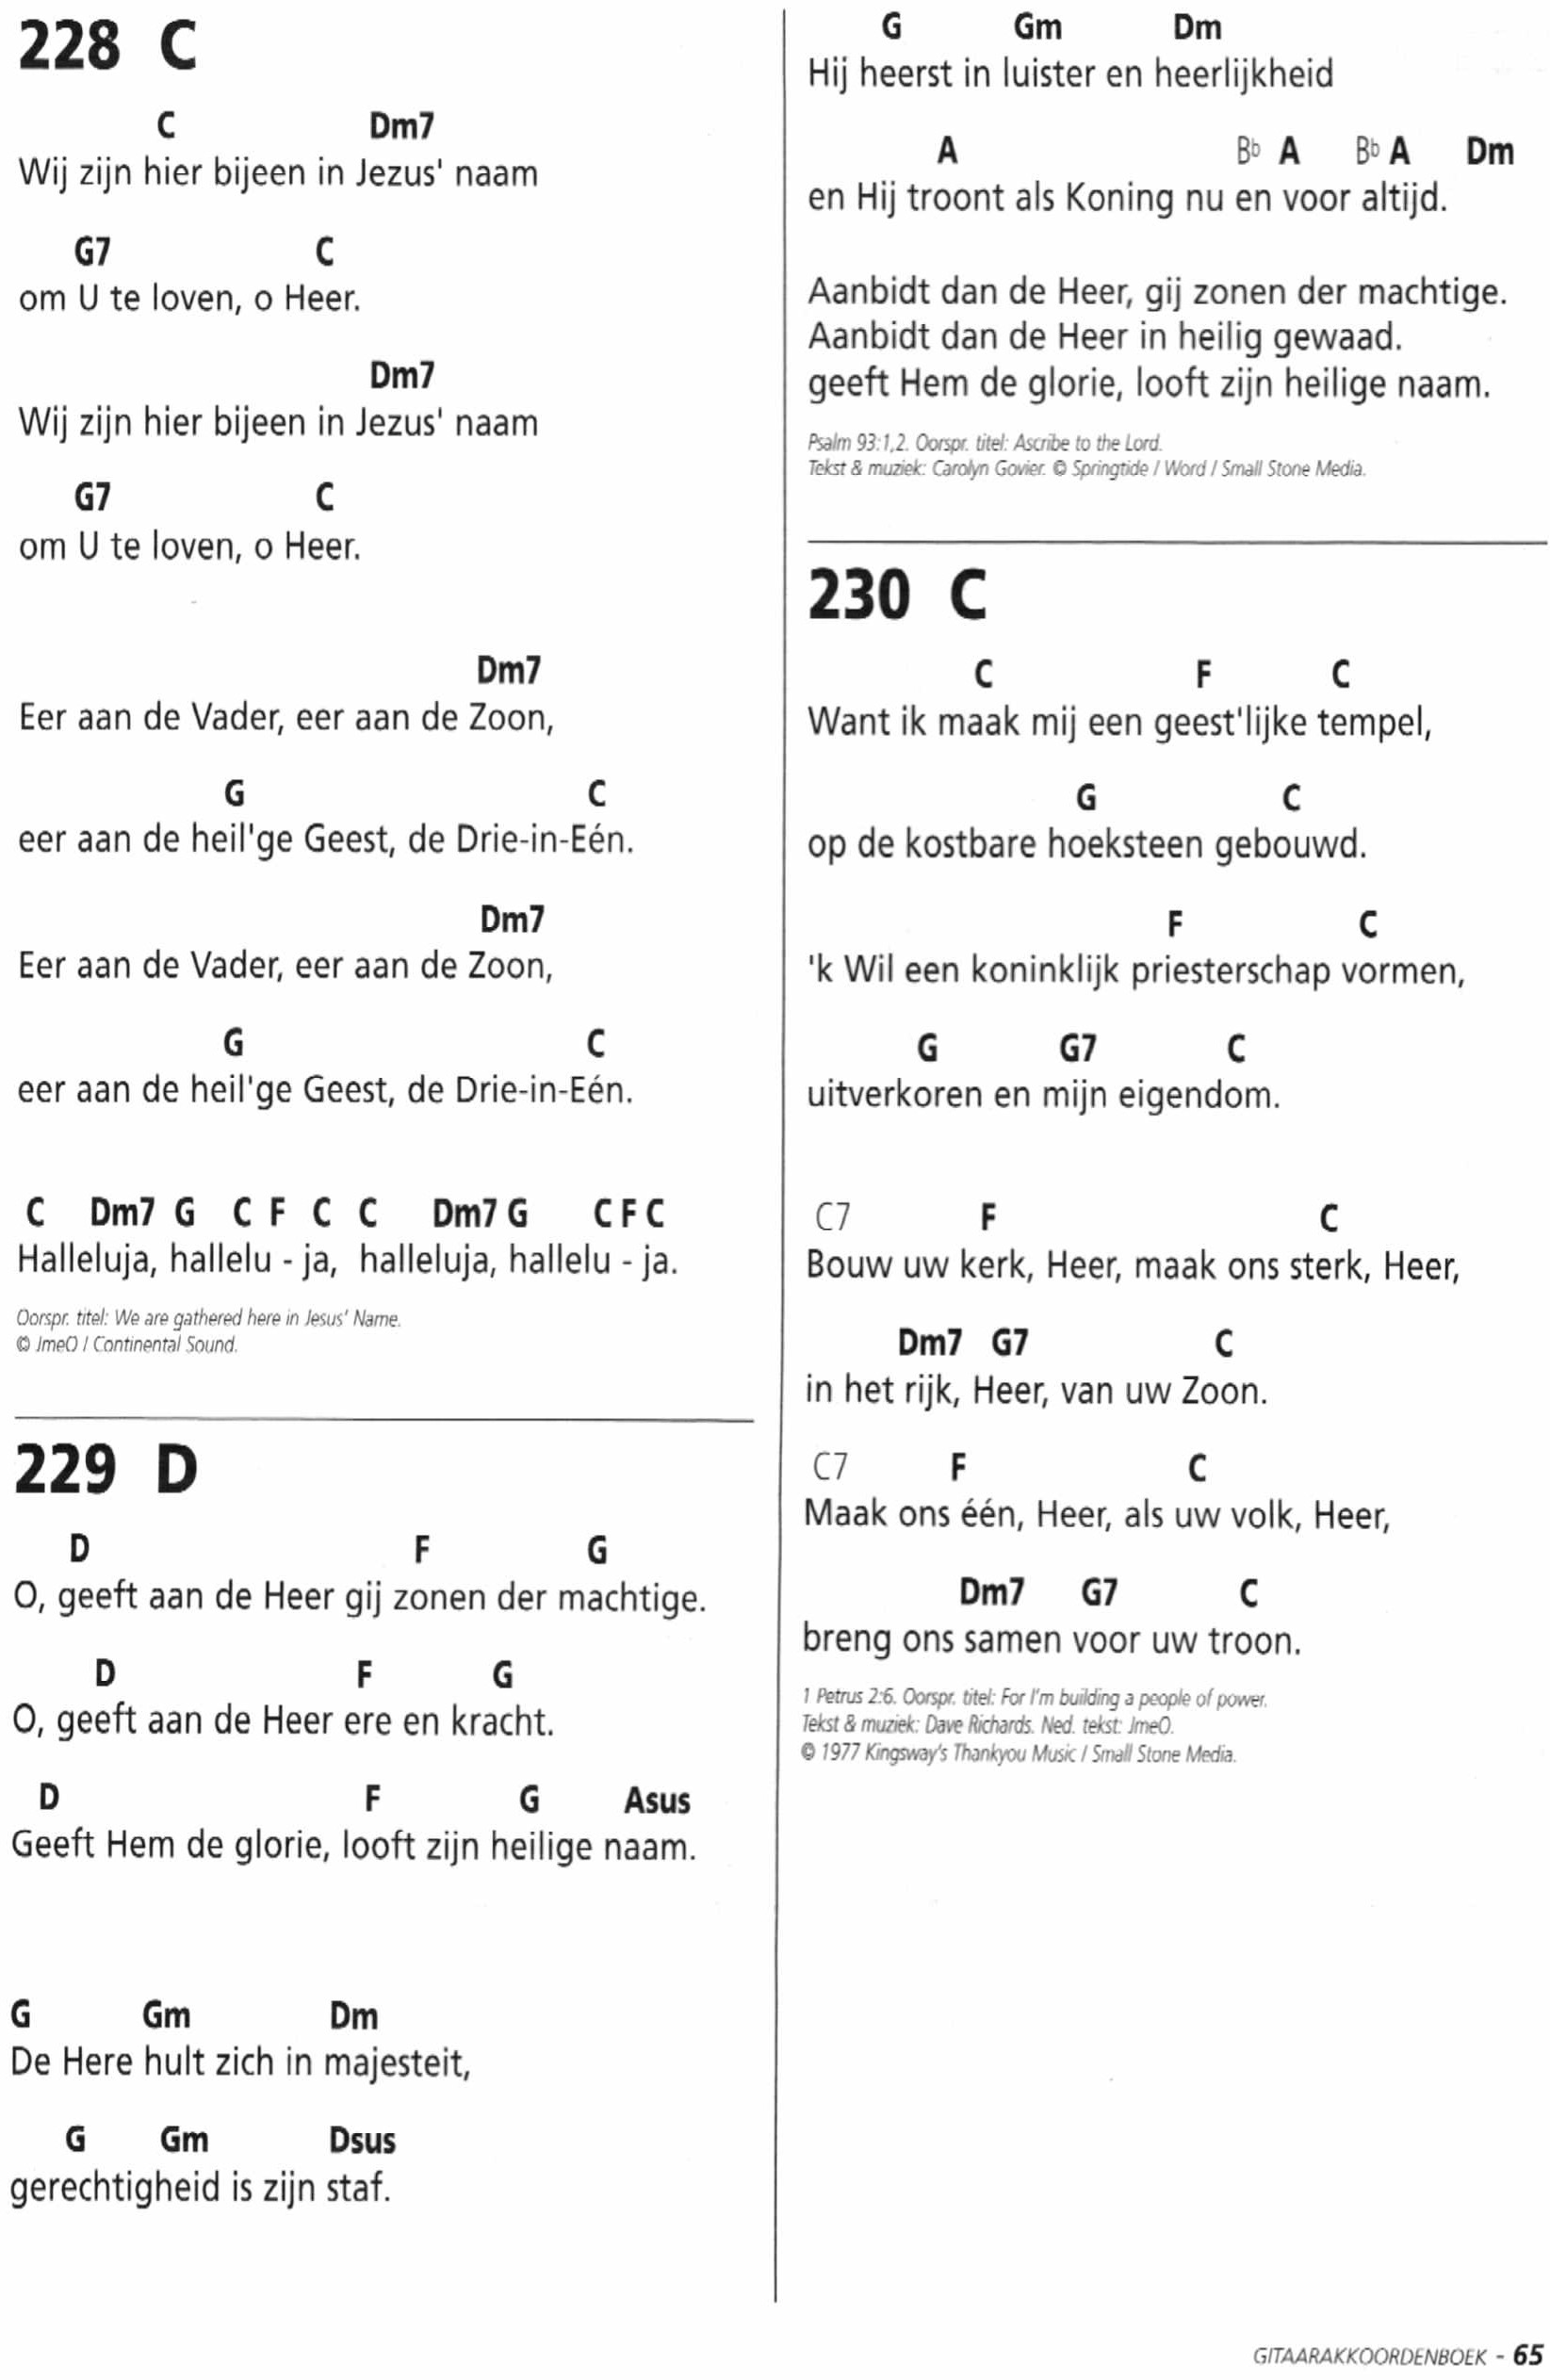 228 C
C Dm7
Wij zijn hier bijeen in Jezus' naam
G7 C
om U te loven, o Heer.
Dm7
Wij zijn hier bijeen in Jezus' naam
G7 C
om U te loven, o Heer.
Dm7
Eer aan de Vader, eer aan de Zoon,
G C
eer aan de heil'ge Geest, de Drie-in-Eén.
Dm7
Eer aan de Vader, eer aan de Zoon,
G C
eer aan de heil'ge Geest, de Drie-in-Eén.
C Dm7 G C F C C Dm7 G C F C
Halleluja, hallelu - ja, halleluja, hallelu - ja.
Oorspr. titel: We are gathered here in Jesus' Name.
© JmeO / Continental Sound.
229 D
D F G
O, geeft aan de Heer gij zonen der machtige.
D F G
O, geeft aan de Heer ere en kracht.
D F G Asus
Geeft Hem de glorie, looft zijn heilige naam.
G Gm Dm
De Here hult zich in majesteit,
G Gm Dsus
gerechtigheid is zijn staf.
G Gm Dm
Hij heerst in luister en heerlijkheid
A B♭ A B♭ A Dm
en Hij troont als Koning nu en voor altijd.
Aanbidt dan de Heer, gij zonen der machtige.
Aanbidt dan de Heer in heilig gewaad.
geeft Hem de glorie, looft zijn heilige naam.
Psalm 93:1,2. Oorspr. titel: Ascribe to the Lord.
Tekst & muziek: Carolyn Govier. © Springtide / Word / Small Stone Media.
230 C
C F C
Want ik maak mij een geest'lijke tempel,
G C
op de kostbare hoeksteen gebouwd.
F C
'k Wil een koninklijk priesterschap vormen,
G G7 C
uitverkoren en mijn eigendom.
C7 F C
Bouw uw kerk, Heer, maak ons sterk, Heer,
Dm7 G7 C
in het rijk, Heer, van uw Zoon.
C7 F C
Maak ons één, Heer, als uw volk, Heer,
Dm7 G7 C
breng ons samen voor uw troon.
1 Petrus 2:6. Oorspr. titel: For I'm building a people of power.
Tekst & muziek: Dave Richards. Ned. tekst: JmeO.
© 1977 Kingsway's Thankyou Music / Small Stone Media.
GITAARAKKOORDENBOEK - 65